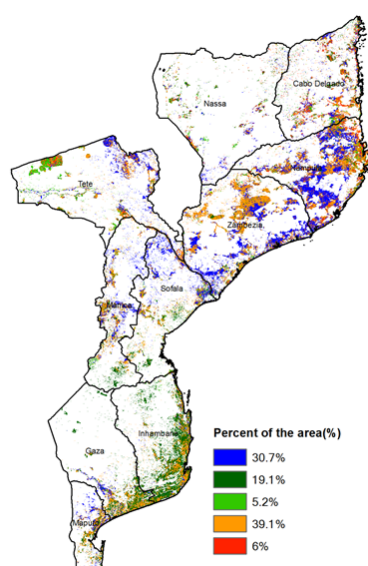 Cabo Delgado
Nassa
Nampula
Tete
Zambezia
Sofala
Manica
Inhambane
Gaza
Maputo
Percent of the area(%)
30.7%
19.1%
5.2%
39.1%
6%